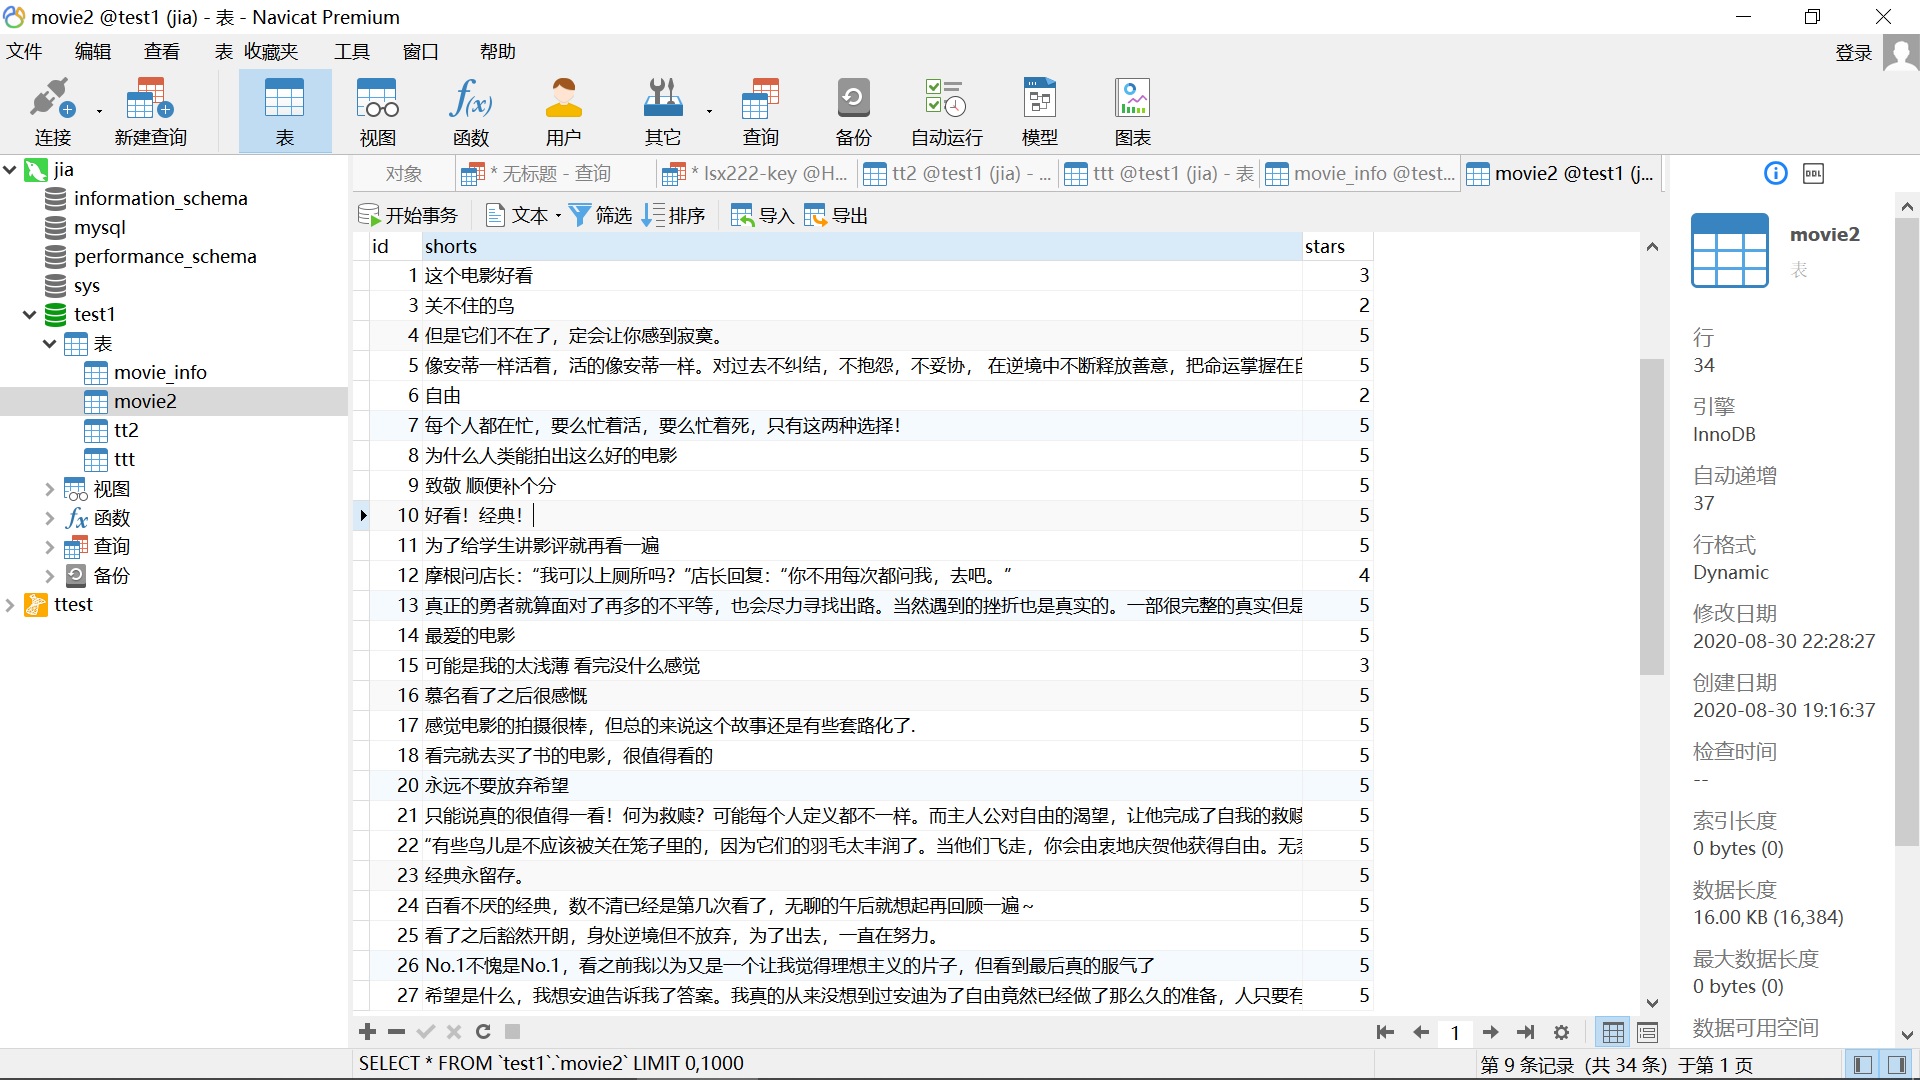 movie2 @test1 (jia) - 表 - Navicat Premium
文件 编辑 查看 表 收藏夹 工具 窗口 帮助 登录
连接 新建查询 表 视图 函数 用户 其它 查询 备份 自动运行 模型 图表
jia
information_schema
mysql
performance_schema
sys
test1
表
movie_info
movie2
tt2
ttt
视图
函数
查询
备份
ttest
对象 * 无标题 - 查询 * lsx222-key @H... tt2 @test1 (jia) - ... ttt @test1 (jia) - 表 movie_info @test... movie2 @test1 (j...
开始事务 文本 筛选 排序 导入 导出
id shorts stars
1 这个电影好看 3
3 关不住的鸟 2
4 但是它们不在了，定会让你感到寂寞。 5
5 像安蒂一样活着，活的像安蒂一样。对过去不纠结，不抱怨，不妥协， 在逆境中不断释放善意，把命运掌握在自 5
6 自由 2
7 每个人都在忙，要么忙着活，要么忙着死，只有这两种选择！ 5
8 为什么人类能拍出这么好的电影 5
9 致敬 顺便补个分 5
10 好看！经典！ 5
11 为了给学生讲影评就再看一遍 5
12 摩根问店长：“我可以上厕所吗？”店长回复：“你不用每次都问我，去吧。” 4
13 真正的勇者就算面对了再多的不平等，也会尽力寻找出路。当然遇到的挫折也是真实的。一部很完整的真实但是 5
14 最爱的电影 5
15 可能是我的太浅薄 看完没什么感觉 3
16 慕名看了之后很感慨 5
17 感觉电影的拍摄很棒，但总的来说这个故事还是有些套路化了. 5
18 看完就去买了书的电影，很值得看的 5
20 永远不要放弃希望 5
21 只能说真的很值得一看！何为救赎？可能每个人定义都不一样。而主人公对自由的渴望，让他完成了自我的救赎 5
22 “有些鸟儿是不应该被关在笼子里的，因为它们的羽毛太丰润了。当他们飞走，你会由衷地庆贺他获得自由。无奈 5
23 经典永留存。 5
24 百看不厌的经典，数不清已经是第几次看了，无聊的午后就想起再回顾一遍～ 5
25 看了之后豁然开朗，身处逆境但不放弃，为了出去，一直在努力。 5
26 No.1不愧是No.1，看之前我以为又是一个让我觉得理想主义的片子，但看到最后真的服气了 5
27 希望是什么，我想安迪告诉我了答案。我真的从来没想到过安迪为了自由竟然已经做了那么久的准备，人只要有 5
1
SELECT * FROM `test1`.`movie2` LIMIT 0,1000
第 9 条记录 (共 34 条) 于第 1 页
DDL
movie2
表
行
34
引擎
InnoDB
自动递增
37
行格式
Dynamic
修改日期
2020-08-30 22:28:27
创建日期
2020-08-30 19:16:37
检查时间
--
索引长度
0 bytes (0)
数据长度
16.00 KB (16,384)
最大数据长度
0 bytes (0)
数据可用空间